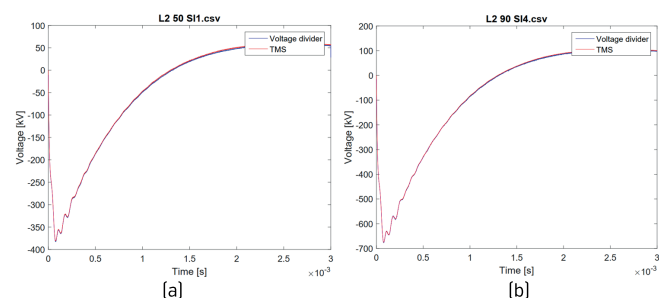 L2 50 SI1.csv
100
50
0
-50
-100
-150
-200
-250
-300
-350
-400
Voltage [kV]
Voltage divider
TMS
0 0.5 1 1.5 2 2.5 3
Time [s]
×10⁻³
(a)
L2 90 SI4.csv
200
100
0
-100
-200
-300
-400
-500
-600
-700
Voltage [kV]
Voltage divider
TMS
0 0.5 1 1.5 2 2.5 3
Time [s]
×10⁻³
(b)